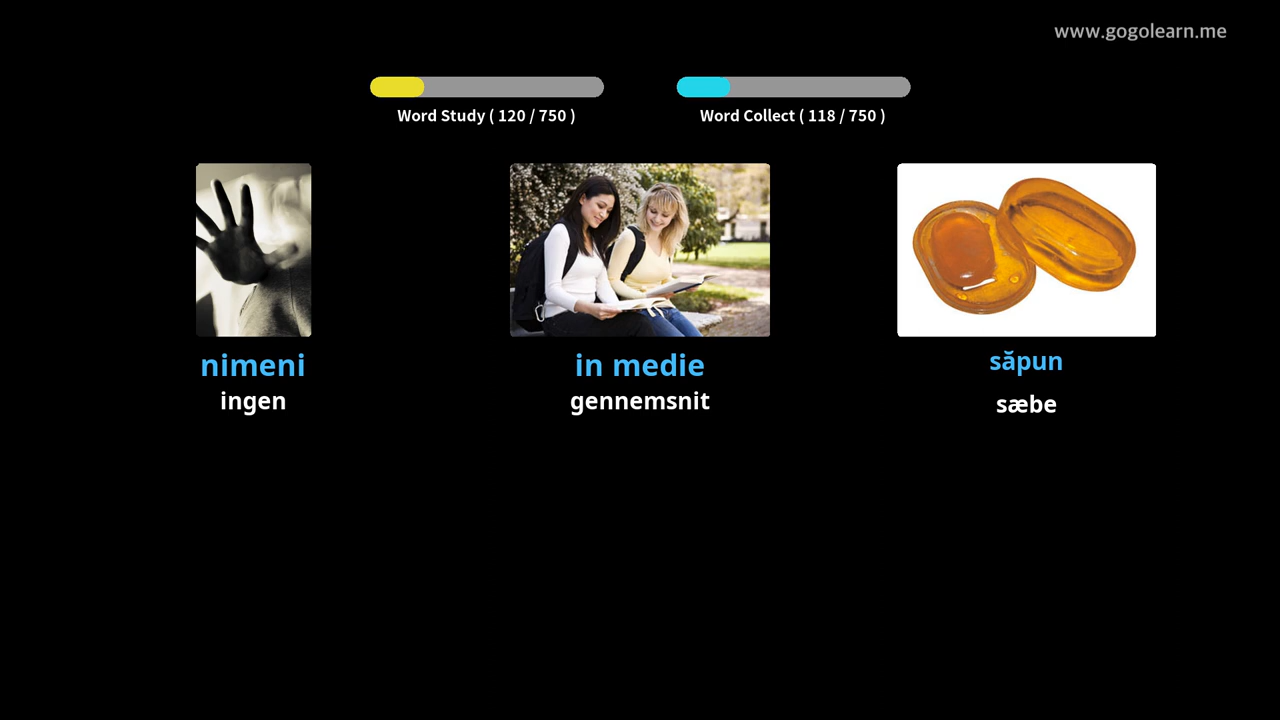 www.gogolearn.me
Word Study ( 120 / 750 )
Word Collect ( 118 / 750 )
nimeni
ingen
in medie
gennemsnit
săpun
sæbe